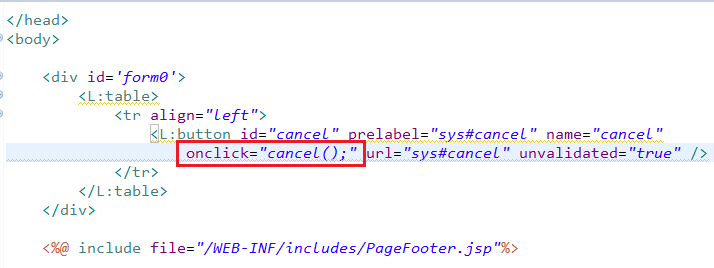 </head>
<body>
<div id='form0'>
<L:table>
<tr align="left">
<L:button id="cancel" prelabel="sys#cancel" name="cancel"
onclick="cancel();" url="sys#cancel" unvalidated="true" />
</tr>
</L:table>
</div>
<%@ include file="/WEB-INF/includes/PageFooter.jsp"%>